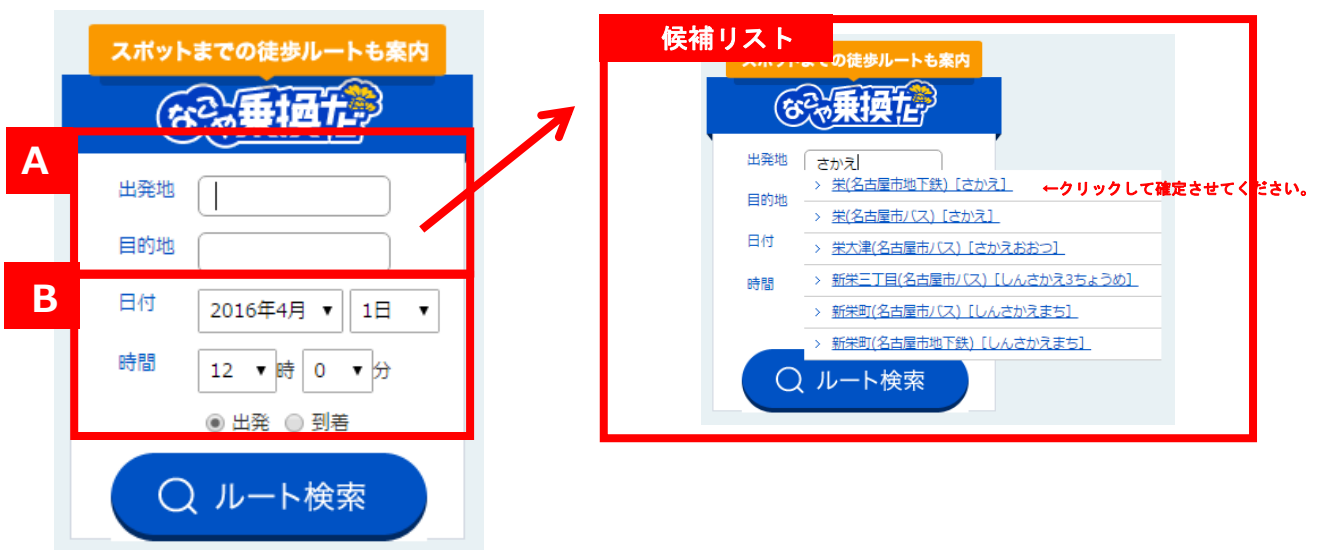 スポットまでの徒歩ルートも案内
なごや乗換ナビ
A
出発地
目的地
B
日付 2016年4月 ▼ 1日 ▼
時間 12 ▼ 時 0 ▼ 分
出発 到着
ルート検索
候補リスト
スポットまでの徒歩ルートも案内
なごや乗換ナビ
出発地 さかえ
> 栄(名古屋市地下鉄) [さかえ] ←クリックして確定させてください。
目的地
> 栄(名古屋市バス) [さかえ]
日付
> 栄大津(名古屋市バス) [さかえおおつ]
時間
> 新栄三丁目(名古屋市バス) [しんさかえ3ちょうめ]
> 新栄町(名古屋市バス) [しんさかえまち]
> 新栄町(名古屋市地下鉄) [しんさかえまち]
ルート検索